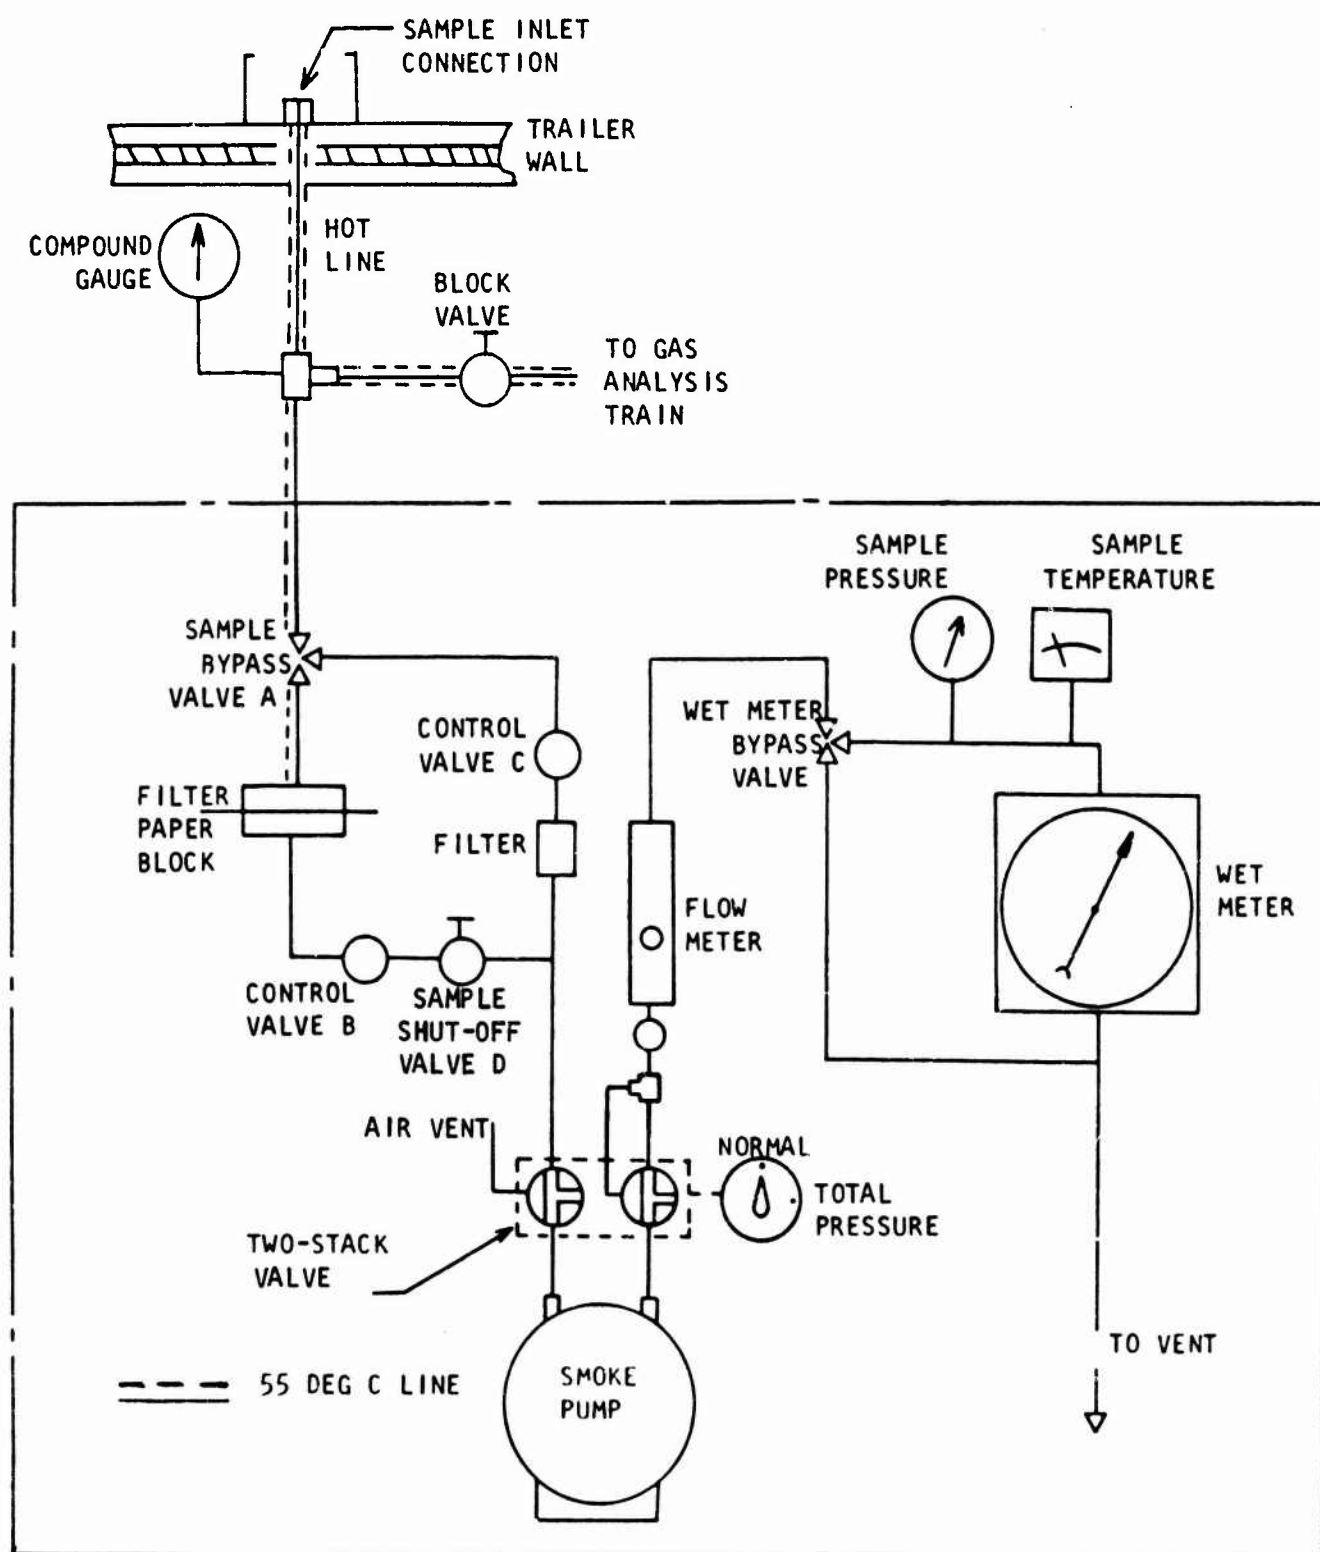 SAMPLE INLET
CONNECTION
TRAILER
WALL
HOT
LINE
COMPOUND
GAUGE
BLOCK
VALVE
TO GAS
ANALYSIS
TRAIN
SAMPLE
PRESSURE
SAMPLE
TEMPERATURE
SAMPLE
BYPASS
VALVE A
CONTROL
VALVE C
WET METER
BYPASS
VALVE
FILTER
PAPER
BLOCK
FILTER
FLOW
METER
WET
METER
CONTROL
VALVE B
SAMPLE
SHUT-OFF
VALVE D
AIR VENT
NORMAL
TOTAL
PRESSURE
TWO-STACK
VALVE
TO VENT
SMOKE
PUMP
55 DEG C LINE